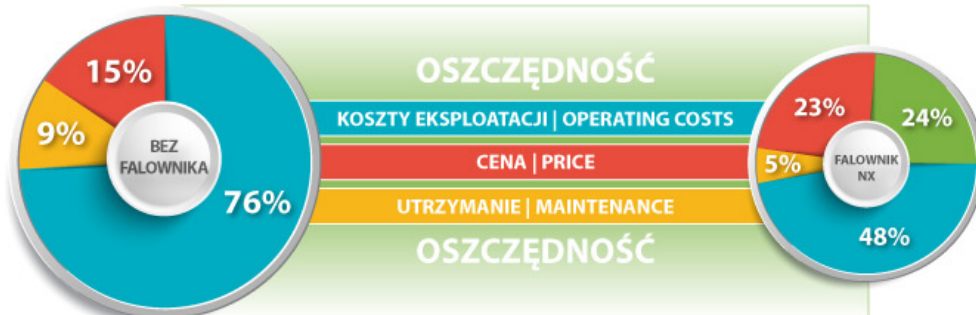 15%
9%
BEZ
FALOWNIKA
76%
OSZCZĘDNOŚĆ
KOSZTY EKSPLOATACJI | OPERATING COSTS
CENA | PRICE
UTRZYMANIE | MAINTENANCE
OSZCZĘDNOŚĆ
23%
24%
5%
FALOWNIK
NX
48%